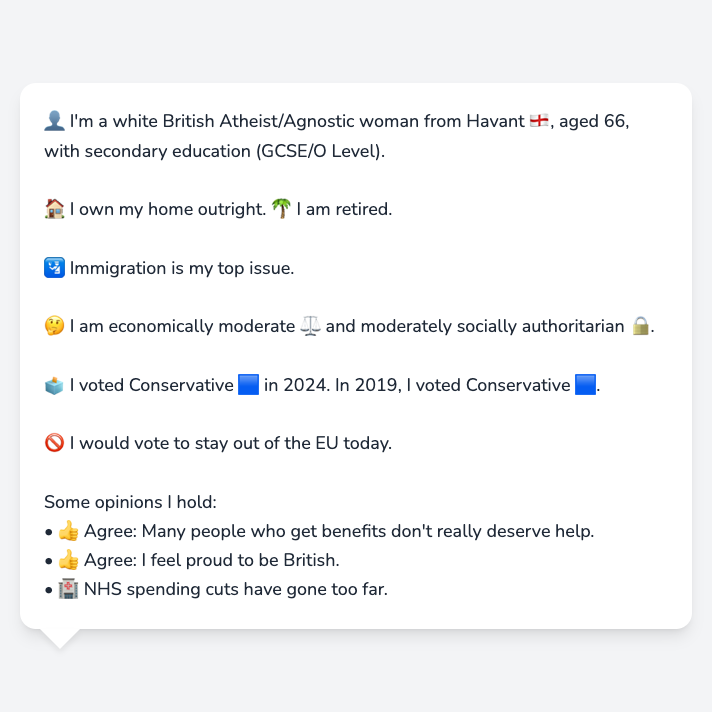 👤 I'm a white British Atheist/Agnostic woman from Havant 🏴󠁧󠁢󠁥󠁮󠁧󠁿, aged 66,
with secondary education (GCSE/O Level).
🏠 I own my home outright. 🌴 I am retired.
🛂 Immigration is my top issue.
🤔 I am economically moderate ⚖️ and moderately socially authoritarian 🔒.
🗳️ I voted Conservative 🟦 in 2024. In 2019, I voted Conservative 🟦.
🚫 I would vote to stay out of the EU today.
Some opinions I hold:
• 👍 Agree: Many people who get benefits don't really deserve help.
• 👍 Agree: I feel proud to be British.
• 🏥 NHS spending cuts have gone too far.